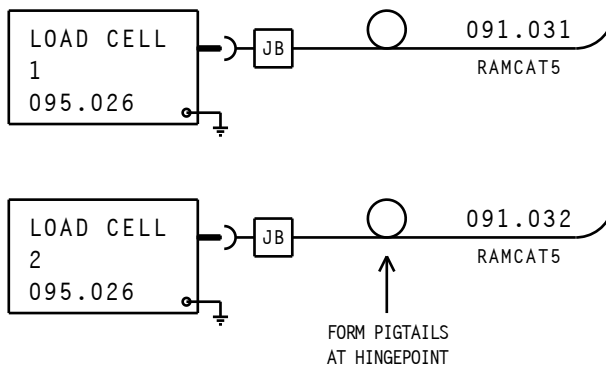 LOAD CELL
1
095.026
JB
091.031
RAMCAT5
LOAD CELL
2
095.026
JB
091.032
RAMCAT5
FORM PIGTAILS
AT HINGEPOINT